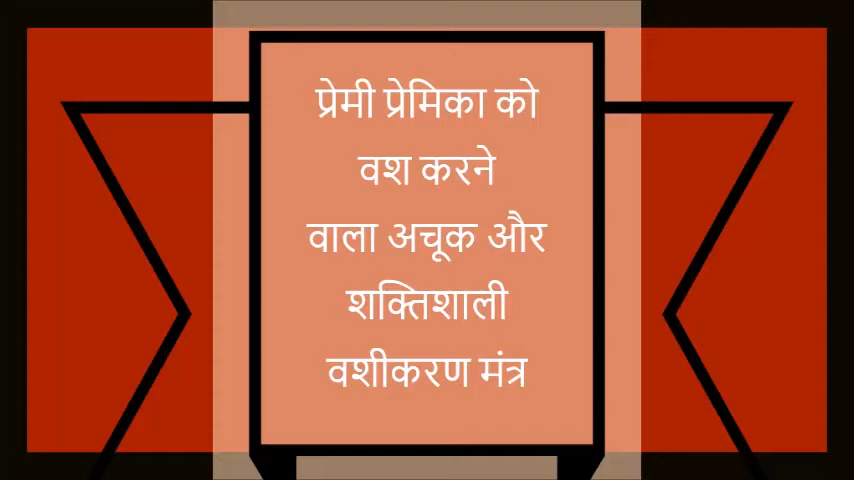 प्रेमी प्रेमिका को
वश करने
वाला अचूक और
शक्तिशाली
वशीकरण मंत्र